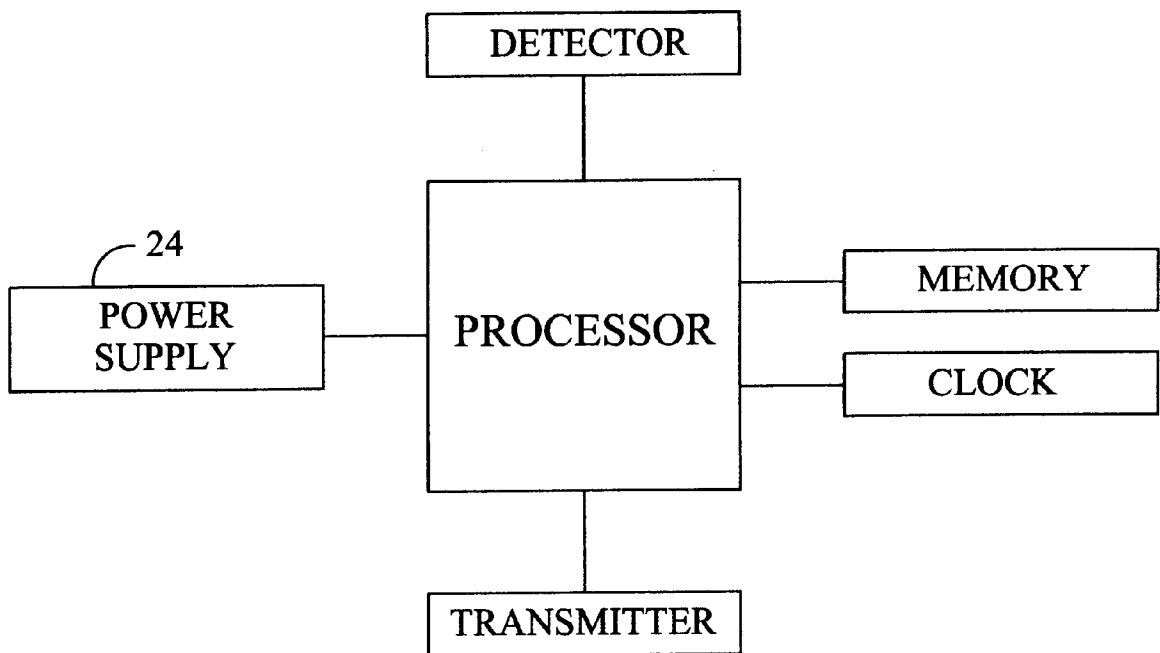 DETECTOR
24
POWER
SUPPLY
PROCESSOR
MEMORY
CLOCK
TRANSMITTER